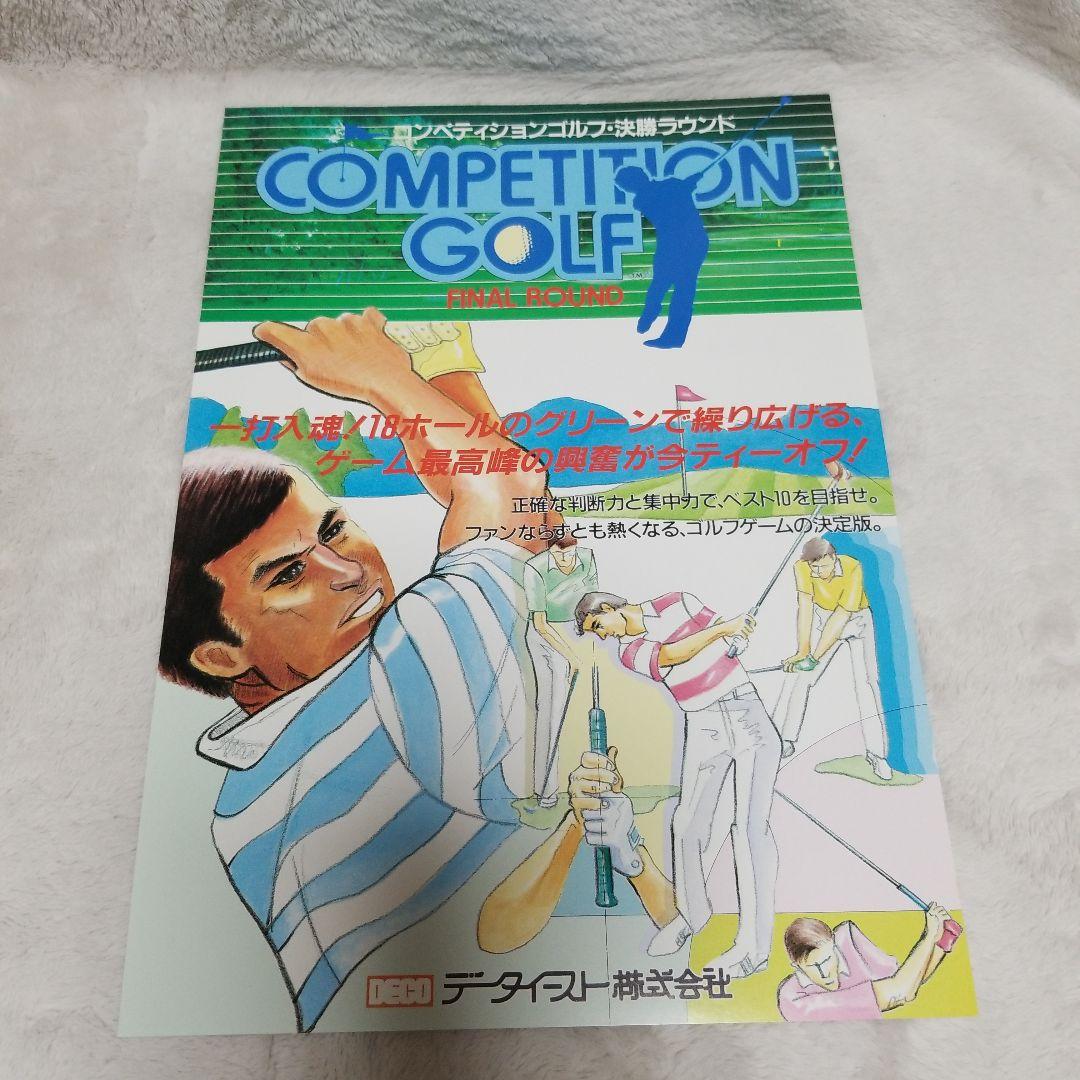 コンペティションゴルフ・決勝ラウンド
COMPETITION
GOLF
TM
FINAL ROUND
一打入魂!18ホールのグリーンで繰り広げる、
ゲーム最高峰の興奮が今ティーオフ!
正確な判断力と集中力で、ベスト10を目指せ。
ファンならずとも熱くなる、ゴルフゲームの決定版。
DECO データイースト株式会社